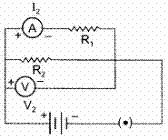 I₂
+ A −
R₁
R₂
+ V −
V₂
+ −
(•)